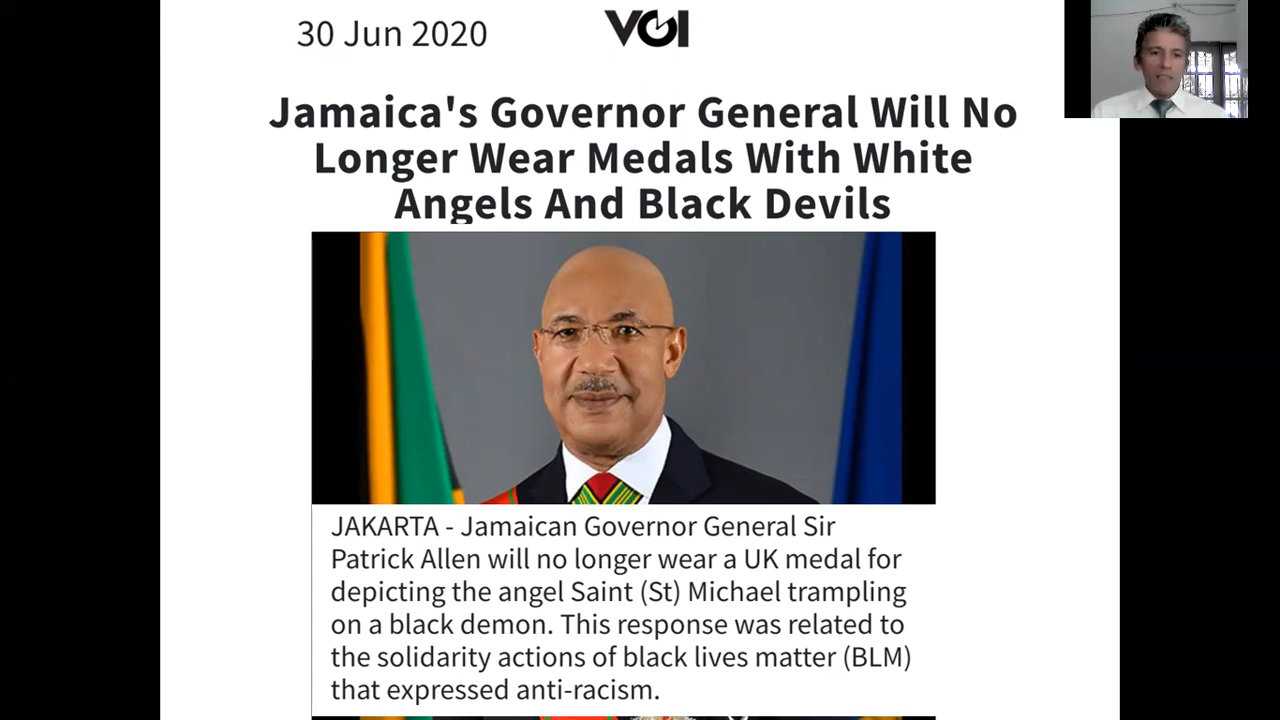 30 Jun 2020
VOI
Jamaica's Governor General Will No
Longer Wear Medals With White
Angels And Black Devils
JAKARTA - Jamaican Governor General Sir
Patrick Allen will no longer wear a UK medal for
depicting the angel Saint (St) Michael trampling
on a black demon. This response was related to
the solidarity actions of black lives matter (BLM)
that expressed anti-racism.